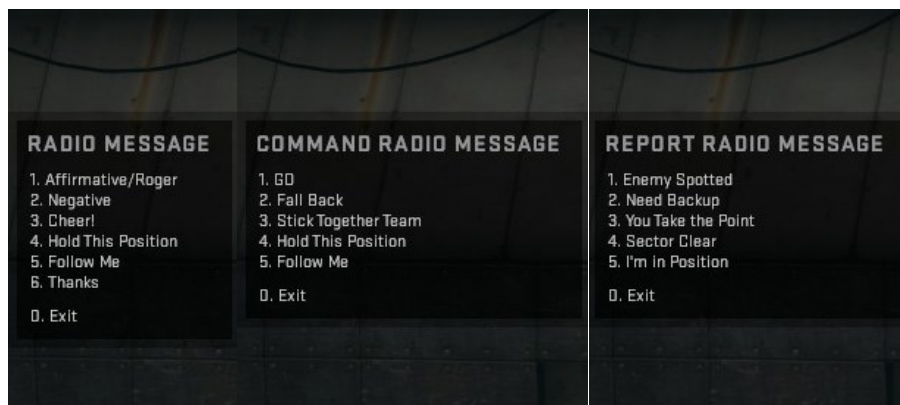 RADIO MESSAGE
1. Affirmative/Roger
2. Negative
3. Cheer!
4. Hold This Position
5. Follow Me
6. Thanks
0. Exit
COMMAND RADIO MESSAGE
1. GO
2. Fall Back
3. Stick Together Team
4. Hold This Position
5. Follow Me
0. Exit
REPORT RADIO MESSAGE
1. Enemy Spotted
2. Need Backup
3. You Take the Point
4. Sector Clear
5. I'm in Position
0. Exit